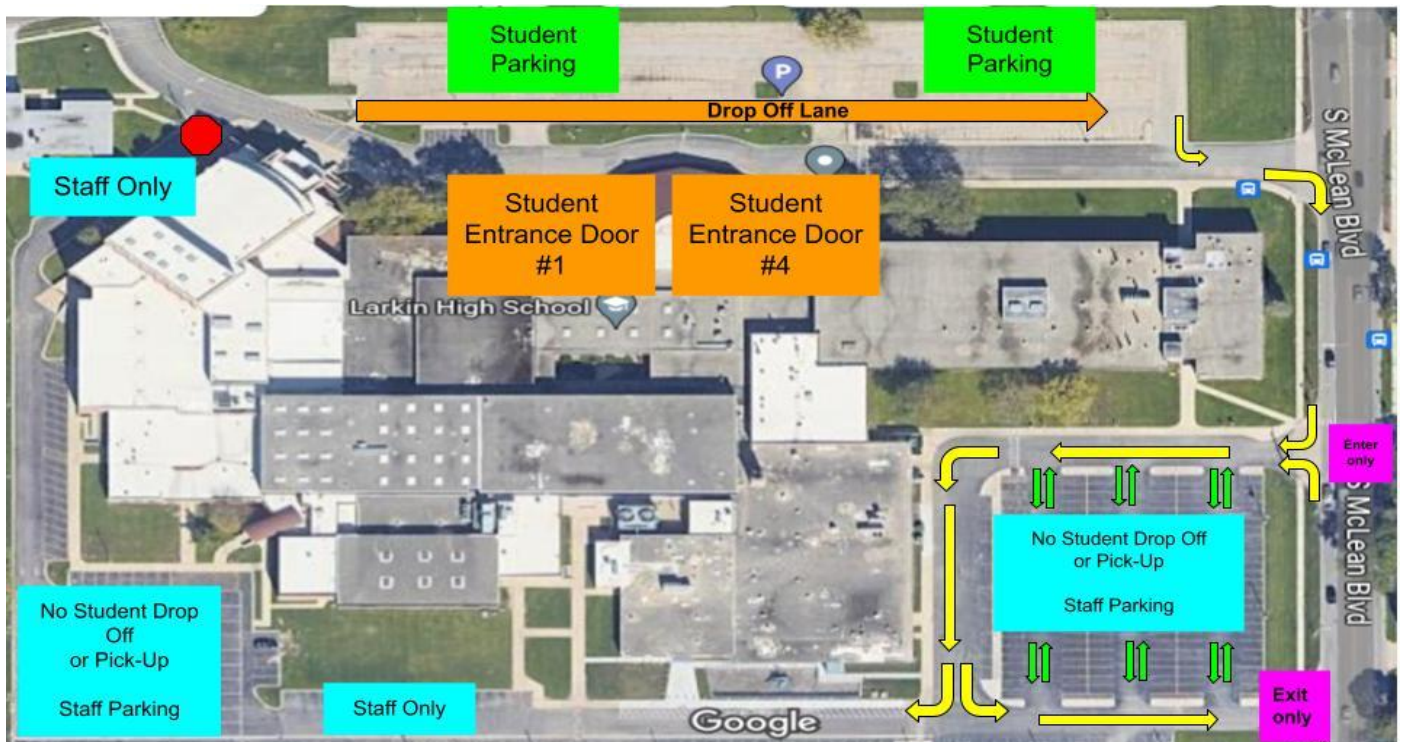 Student
Parking
Student
Parking
P
Drop Off Lane
S McLean Blvd
Staff Only
Student
Entrance Door
#1
Student
Entrance Door
#4
Larkin High School
Enter
only
S McLean Blvd
No Student Drop Off
or Pick-Up
Staff Parking
No Student Drop
Off
or Pick-Up
Staff Parking
Staff Only
Google
Exit
only